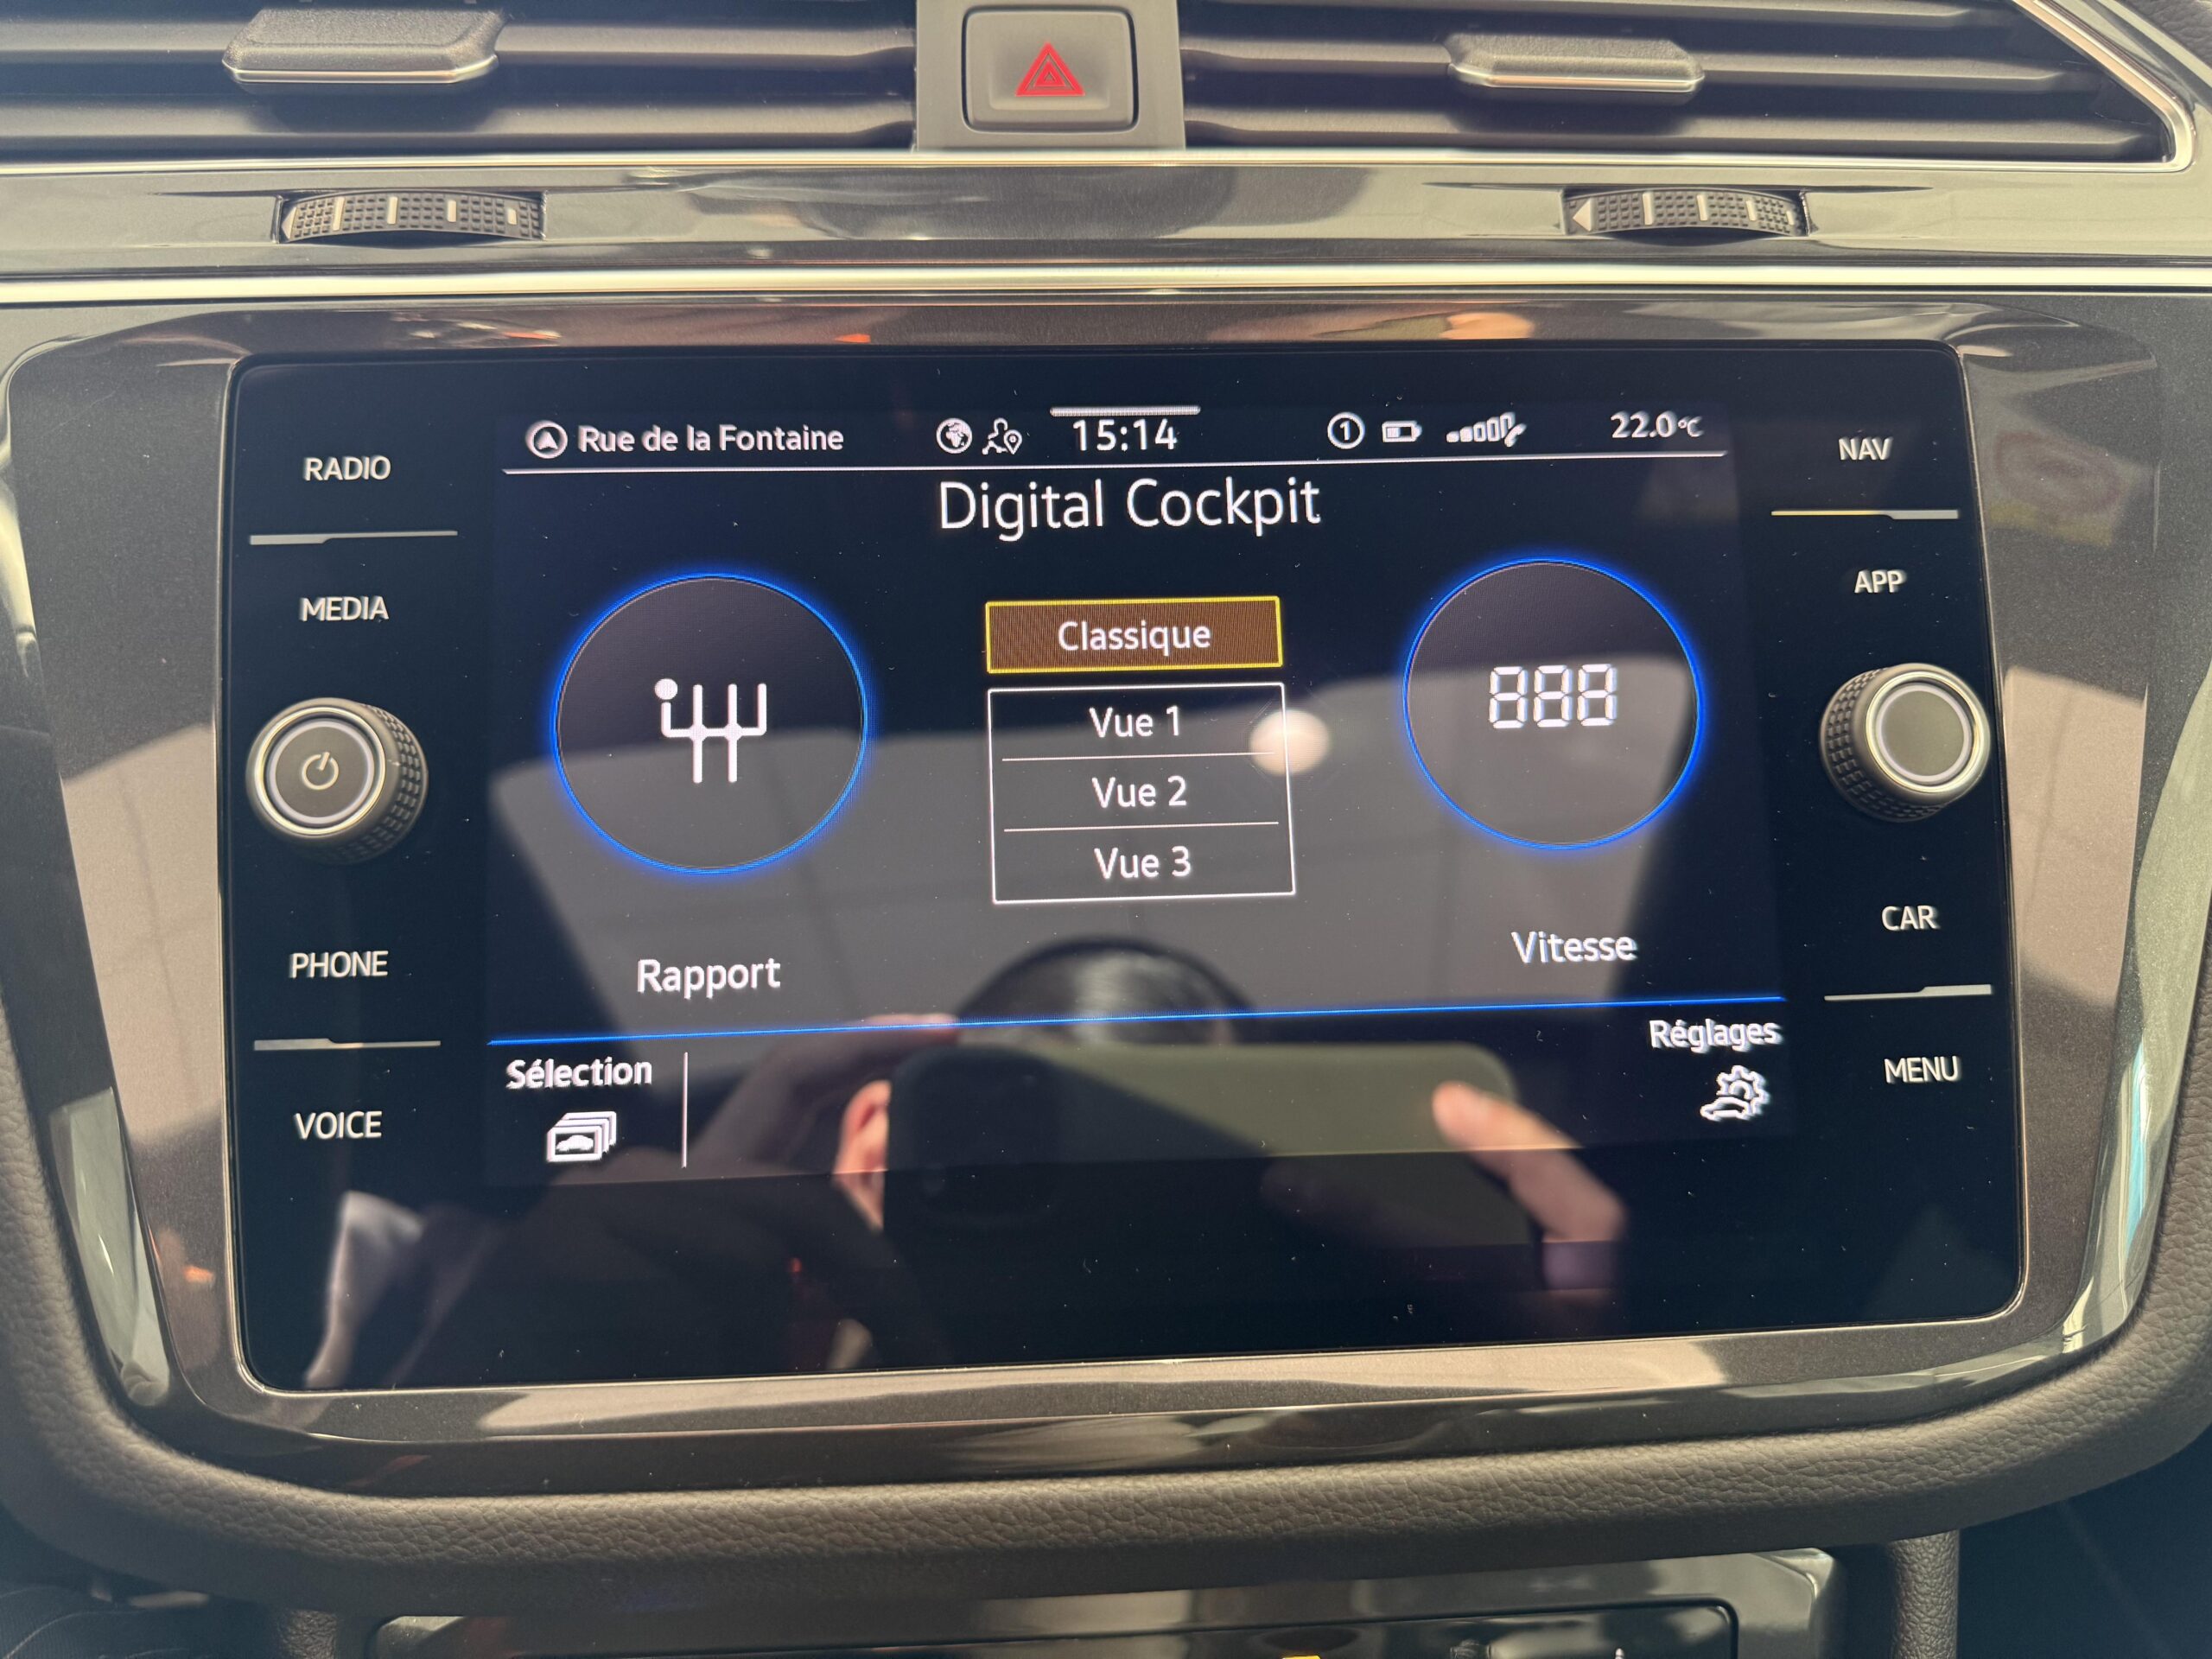 RADIO
MEDIA
PHONE
VOICE
Rue de la Fontaine
15:14
1
22.0°C
Digital Cockpit
Classique
Vue 1
Vue 2
Vue 3
888
Rapport
Vitesse
Sélection
Réglages
NAV
APP
CAR
MENU